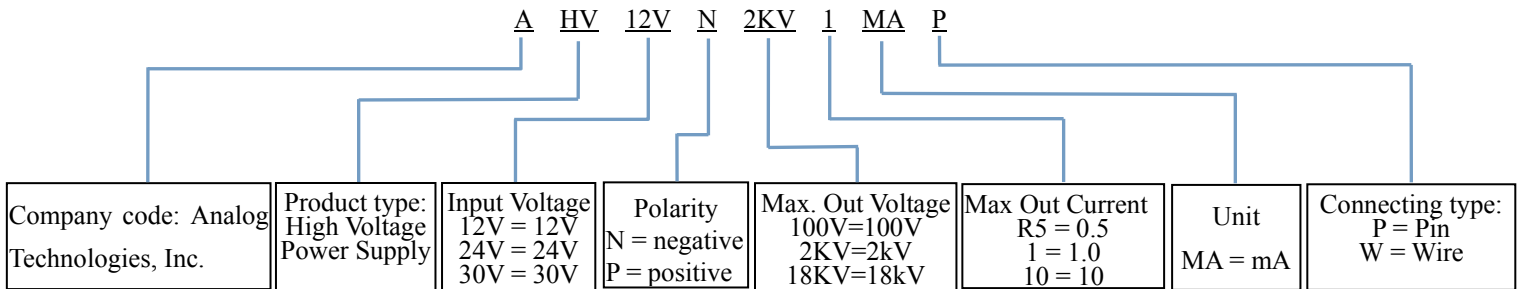 A HV 12V N 2KV 1 MA P
Company code: Analog
Technologies, Inc.
Product type:
High Voltage
Power Supply
Input Voltage
12V = 12V
24V = 24V
30V = 30V
Polarity
N = negative
P = positive
Max. Out Voltage
100V=100V
2KV=2kV
18KV=18kV
Max Out Current
R5 = 0.5
1 = 1.0
10 = 10
Unit
MA = mA
Connecting type:
P = Pin
W = Wire